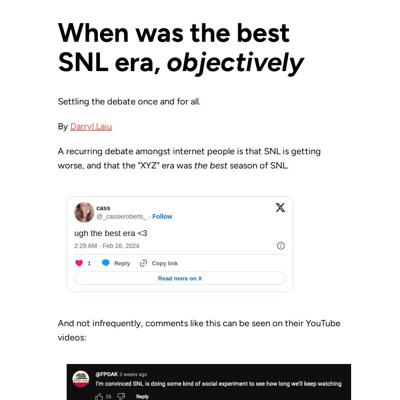 When was the best
SNL era, objectively
Settling the debate once and for all.
By Darryl Laiu
A recurring debate amongst internet people is that SNL is getting
worse, and that the "XYZ" era was the best season of SNL.
cass
@_cassieroberts_ · Follow
ugh the best era <3
2:29 AM · Feb 16, 2024
1 Reply Copy link
Read more on X
And not infrequently, comments like this can be seen on their YouTube
videos:
@FPOAK 3 weeks ago
I'm convinced SNL is doing some kind of social experiment to see how long we'll keep watching
26 Reply